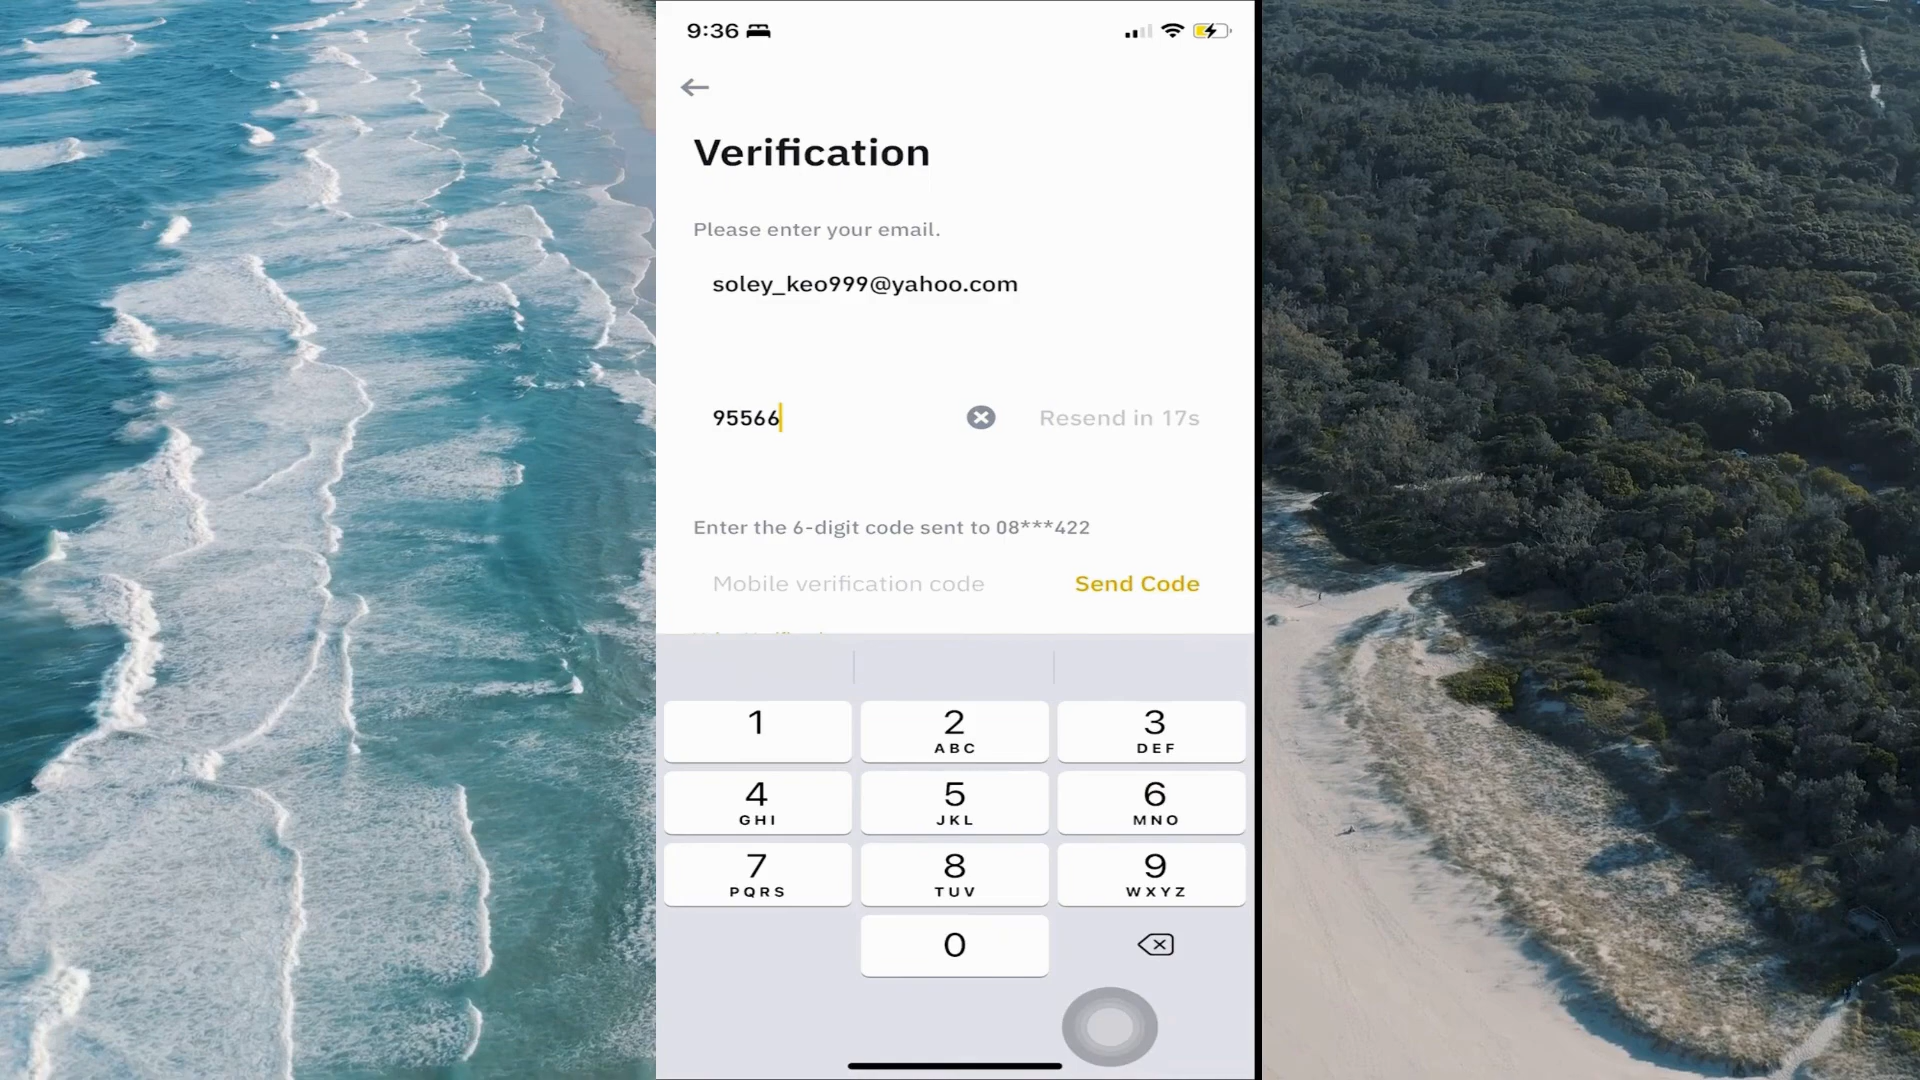 9:36
Verification
Please enter your email.
soley_keo999@yahoo.com
95566
Resend in 17s
Enter the 6-digit code sent to 08***422
Mobile verification code
Send Code
1
2
ABC
3
DEF
4
GHI
5
JKL
6
MNO
7
PQRS
8
TUV
9
WXYZ
0